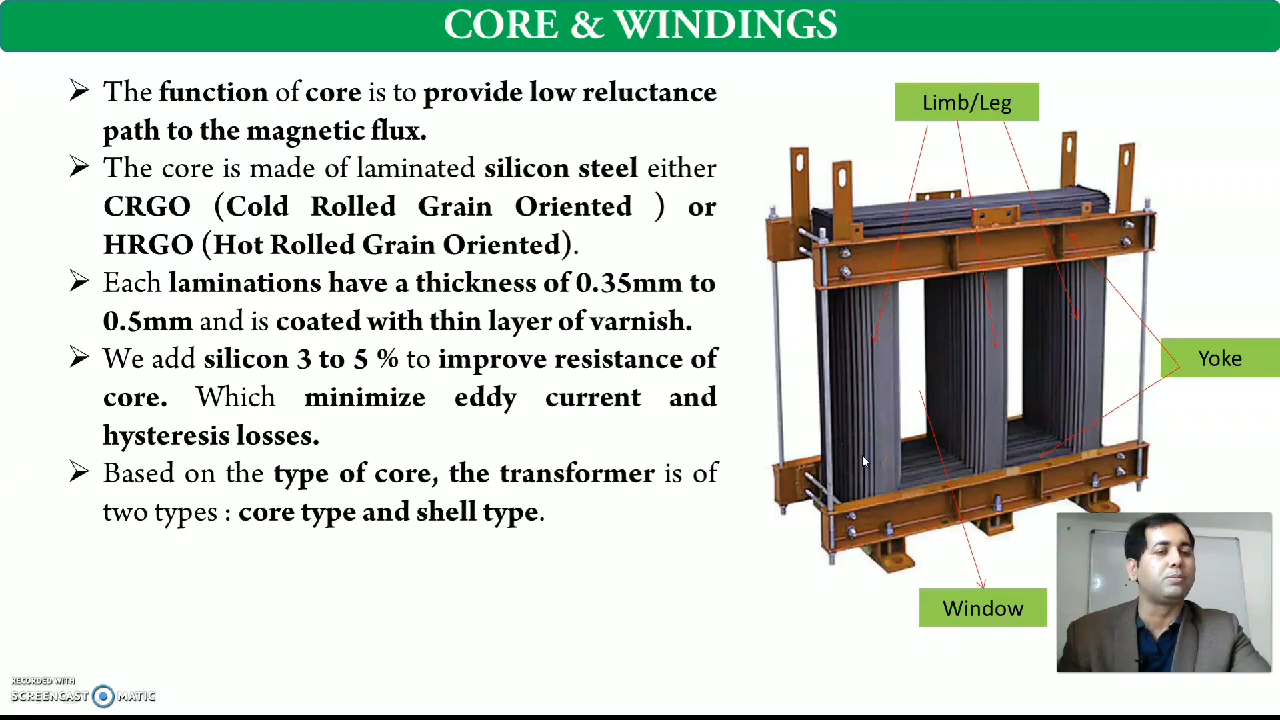 CORE & WINDINGS
➢ The function of core is to provide low reluctance
path to the magnetic flux.
➢ The core is made of laminated silicon steel either
CRGO (Cold Rolled Grain Oriented ) or
HRGO (Hot Rolled Grain Oriented).
➢ Each laminations have a thickness of 0.35mm to
0.5mm and is coated with thin layer of varnish.
➢ We add silicon 3 to 5 % to improve resistance of
core. Which minimize eddy current and
hysteresis losses.
➢ Based on the type of core, the transformer is of
two types : core type and shell type.
Limb/Leg
Yoke
Window
RECORDED WITH
SCREENCAST MATIC